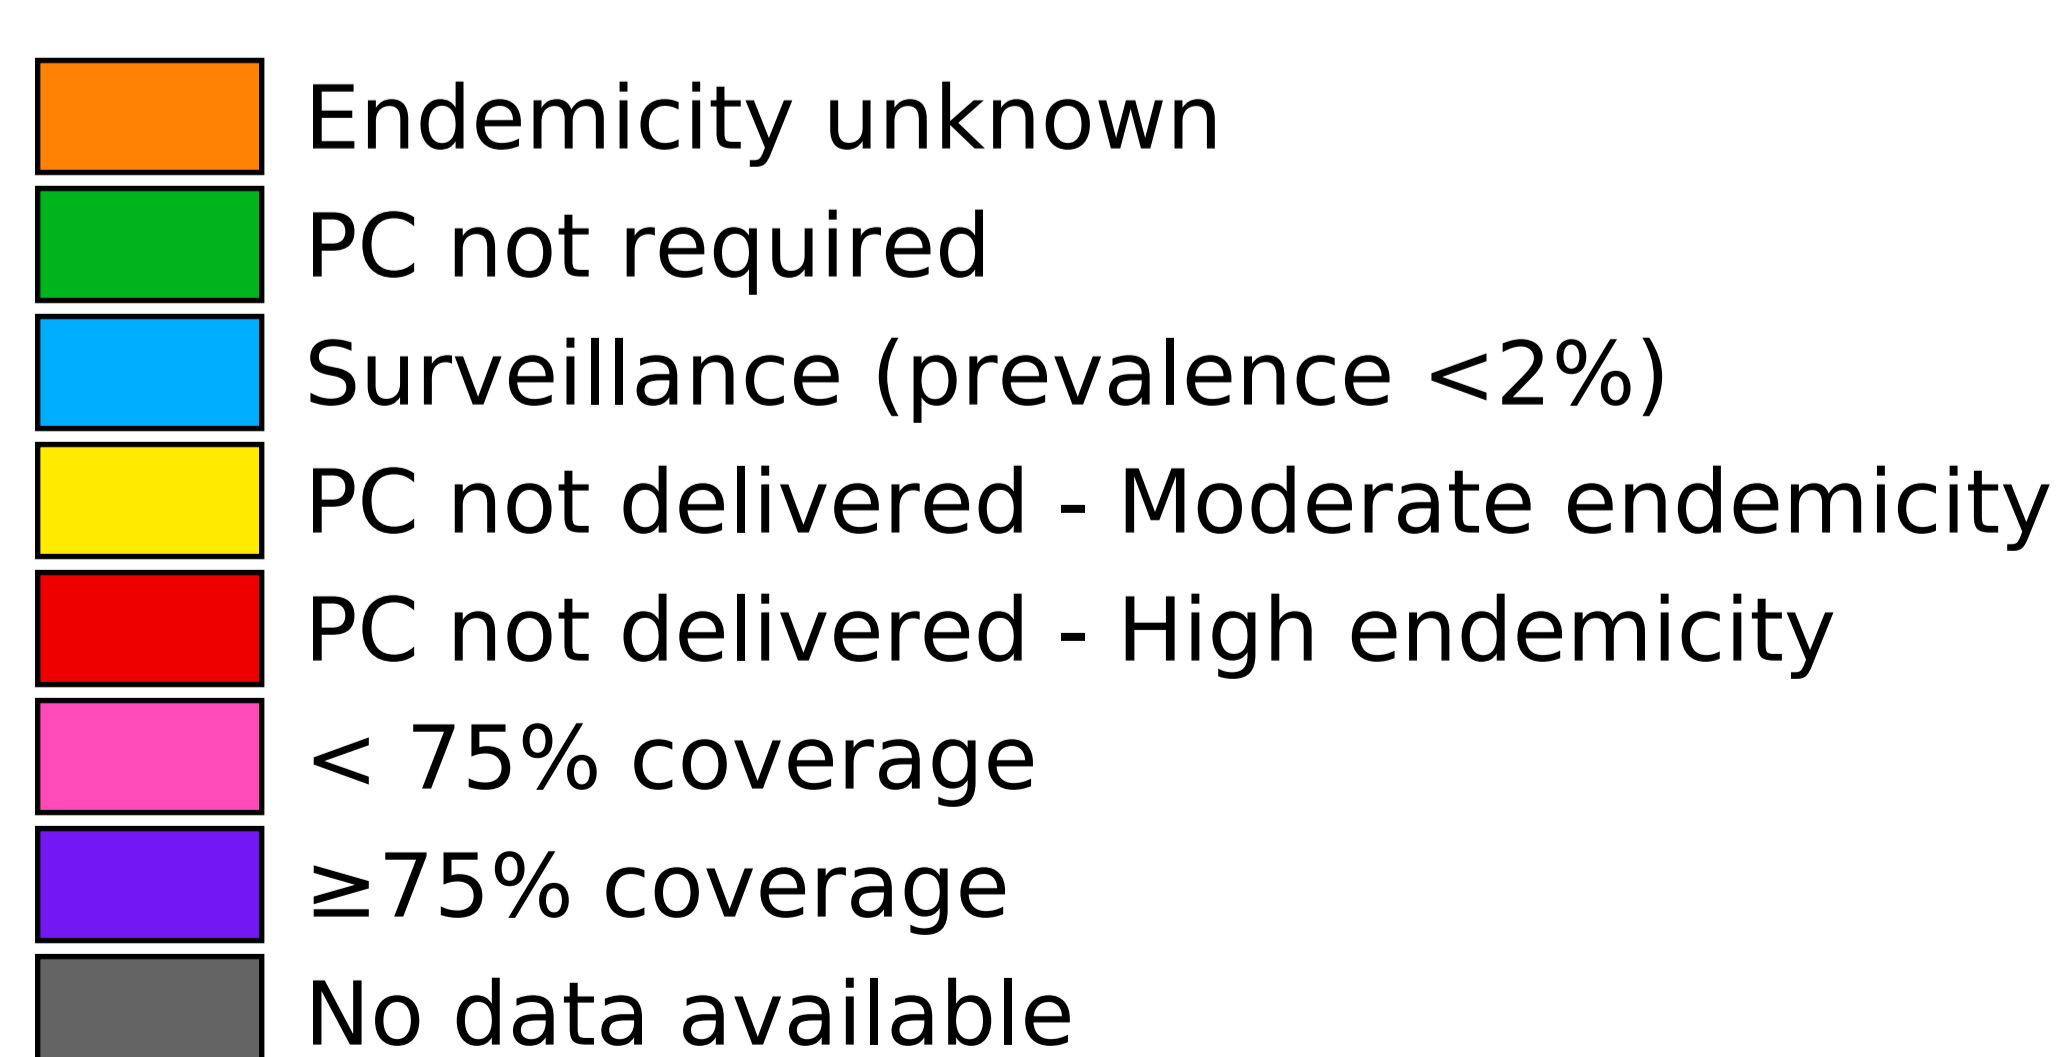 Endemicity unknown
PC not required
Surveillance (prevalence <2%)
PC not delivered - Moderate endemicity
PC not delivered - High endemicity
< 75% coverage
≥75% coverage
No data available